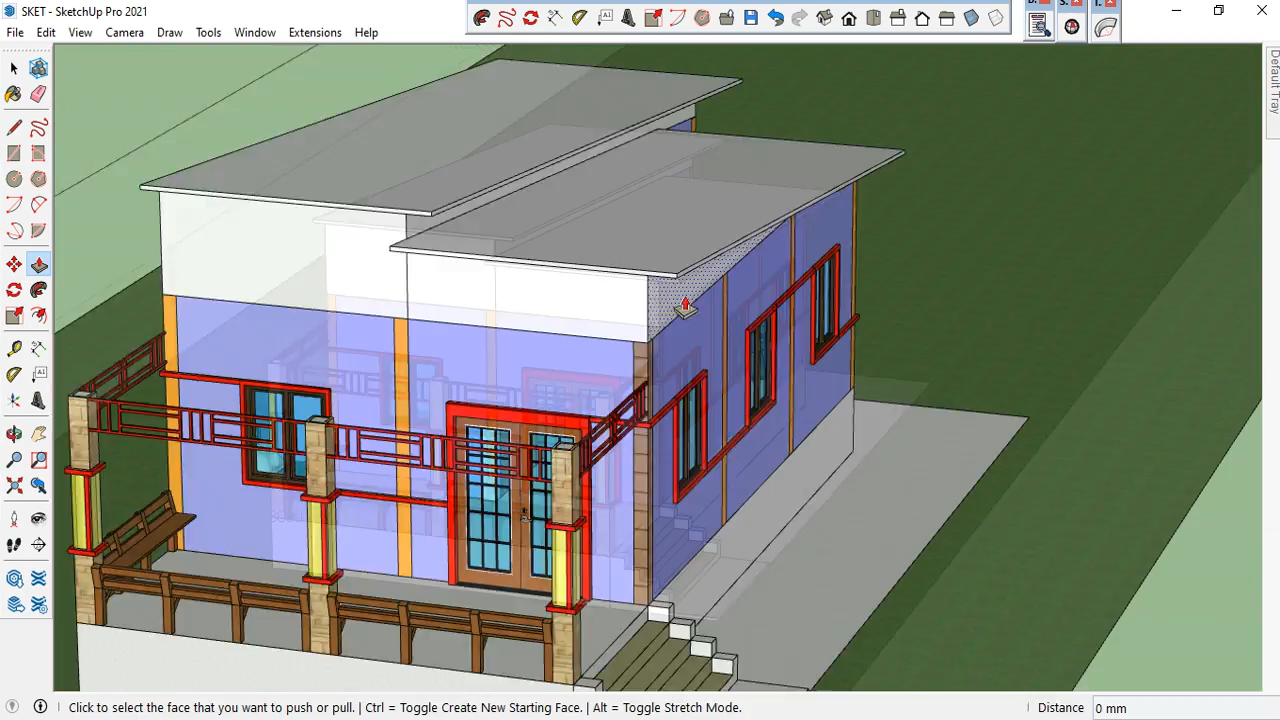 SKET - SketchUp Pro 2021
File Edit View Camera Draw Tools Window Extensions Help
Default Tray
Click to select the face that you want to push or pull. | Ctrl = Toggle Create New Starting Face. | Alt = Toggle Stretch Mode.
Distance 0 mm